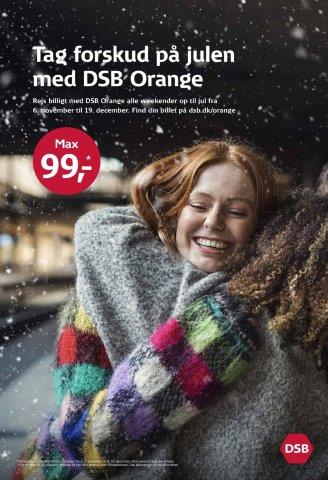 Tag forskud på julen
med DSB Orange
Rejs billigt med DSB Orange alle weekender op til jul fra
6. november til 19. december. Find din billet på dsb.dk/orange
Max
99,-*
DSB